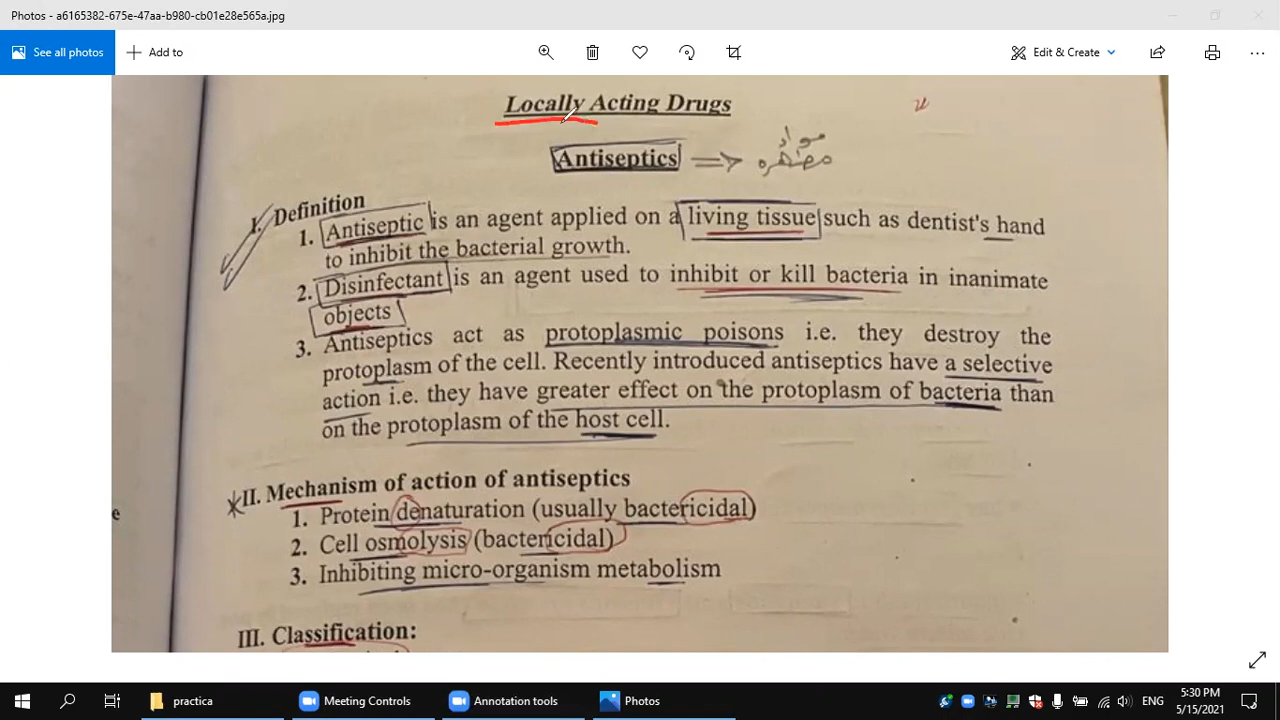 Photos - a6165382-675e-47aa-b980-cb01e28e565a.jpg
See all photos
Add to
Edit & Create
Locally Acting Drugs
Antiseptics => مواد
مطهره
I. Definition
1. Antiseptic is an agent applied on a living tissue such as dentist's hand
to inhibit the bacterial growth.
2. Disinfectant is an agent used to inhibit or kill bacteria in inanimate
objects
3. Antiseptics act as protoplasmic poisons i.e. they destroy the
protoplasm of the cell. Recently introduced antiseptics have a selective
action i.e. they have greater effect on the protoplasm of bacteria than
on the protoplasm of the host cell.
II. Mechanism of action of antiseptics
1. Protein denaturation (usually bactericidal)
2. Cell osmolysis (bactericidal)
3. Inhibiting micro-organism metabolism
e
III. Classification:
practica
Meeting Controls
Annotation tools
Photos
ENG
5:30 PM
5/15/2021